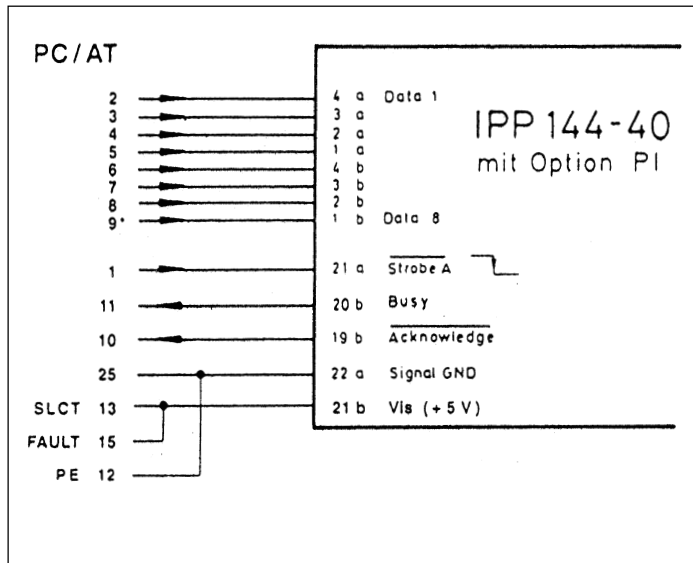 PC/AT
2 4 a Data 1
3 3 a
4 2 a
5 1 a
6 4 b
7 3 b
8 2 b
9* 1 b Data 8
IPP 144-40
mit Option PI
1 21 a Strobe A
11 20 b Busy
10 19 b Acknowledge
25 22 a Signal GND
SLCT 13 21 b Vls (+5 V)
FAULT 15
PE 12